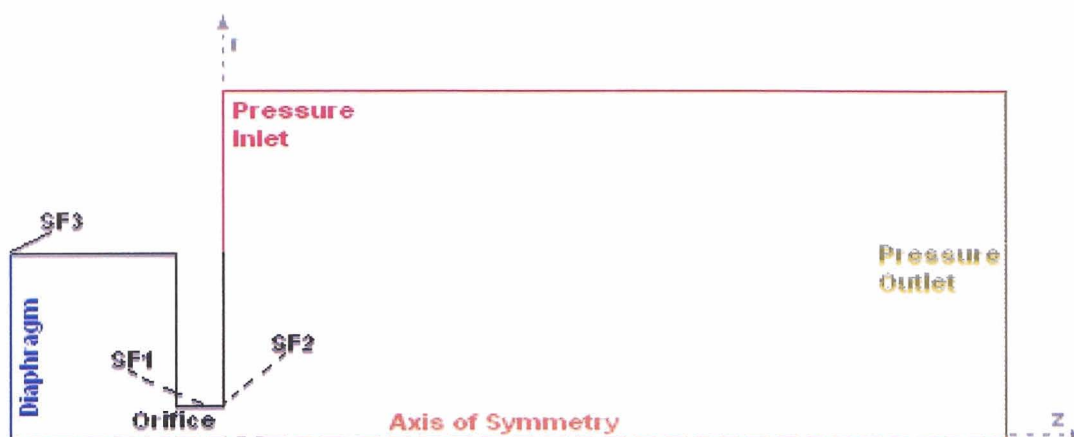 r
Pressure
Inlet
SF3
Pressure
Outlet
Diaphragm
SF1
SF2
Orifice
Axis of Symmetry
Z